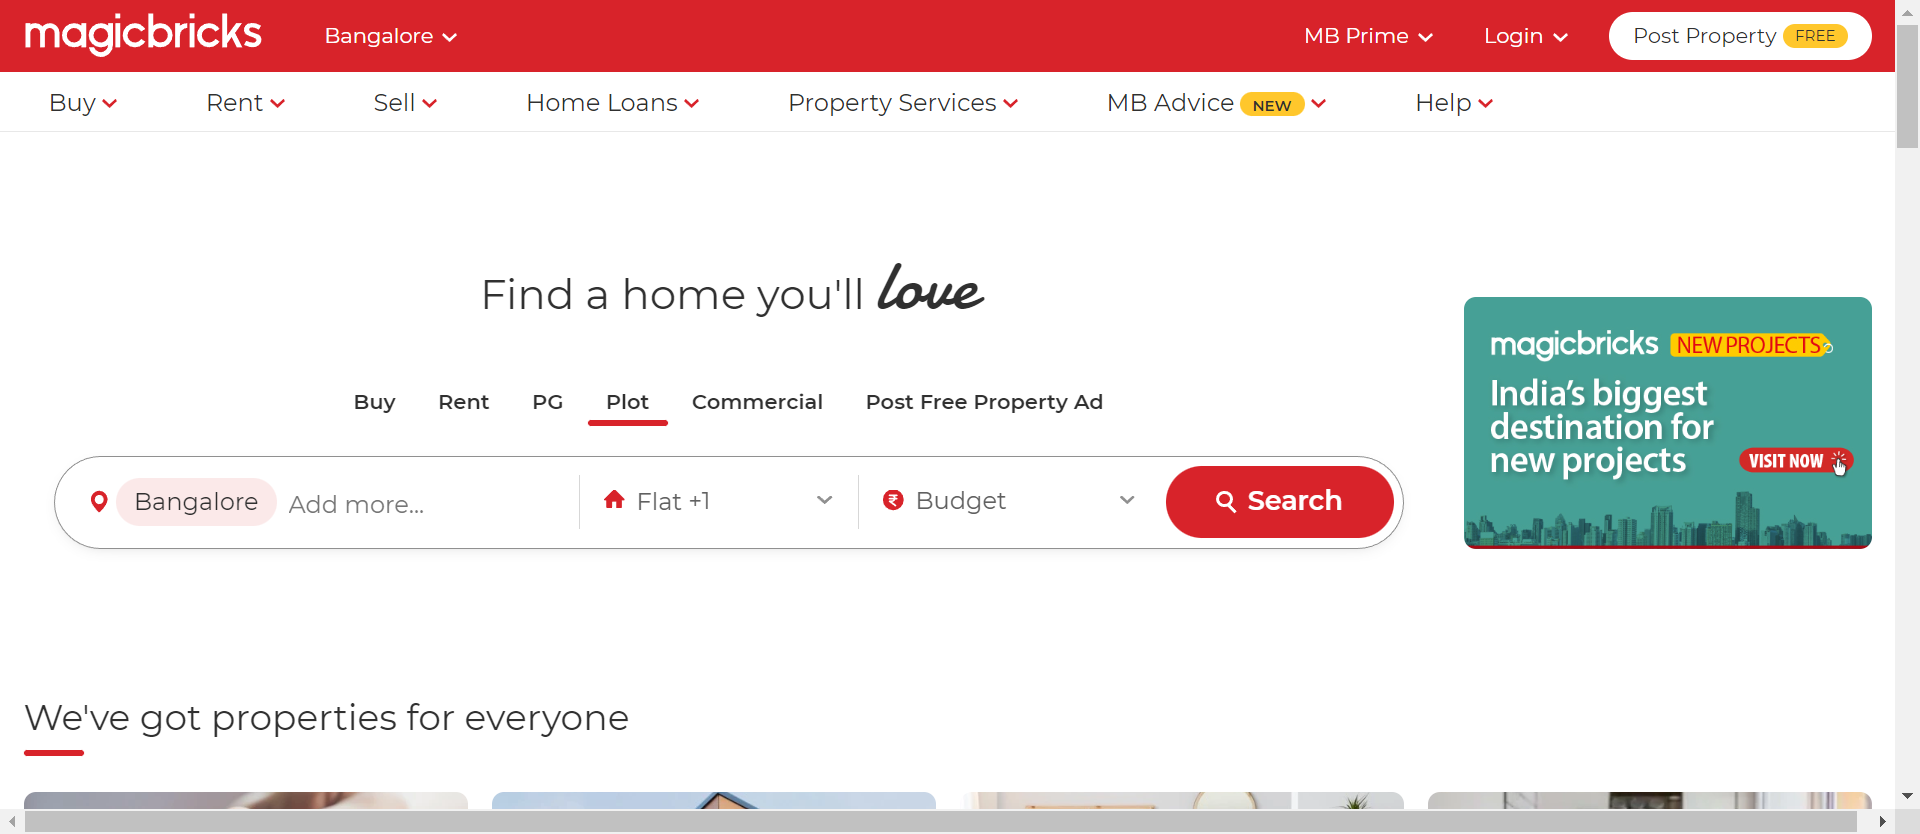 magicbricks Bangalore MB Prime Login Post Property FREE
Buy Rent Sell Home Loans Property Services MB Advice NEW Help
Find a home you'll love
Buy Rent PG Plot Commercial Post Free Property Ad
Bangalore Add more... Flat +1 Budget Search
magicbricks NEW PROJECTS
India's biggest
destination for
new projects
VISIT NOW
We've got properties for everyone